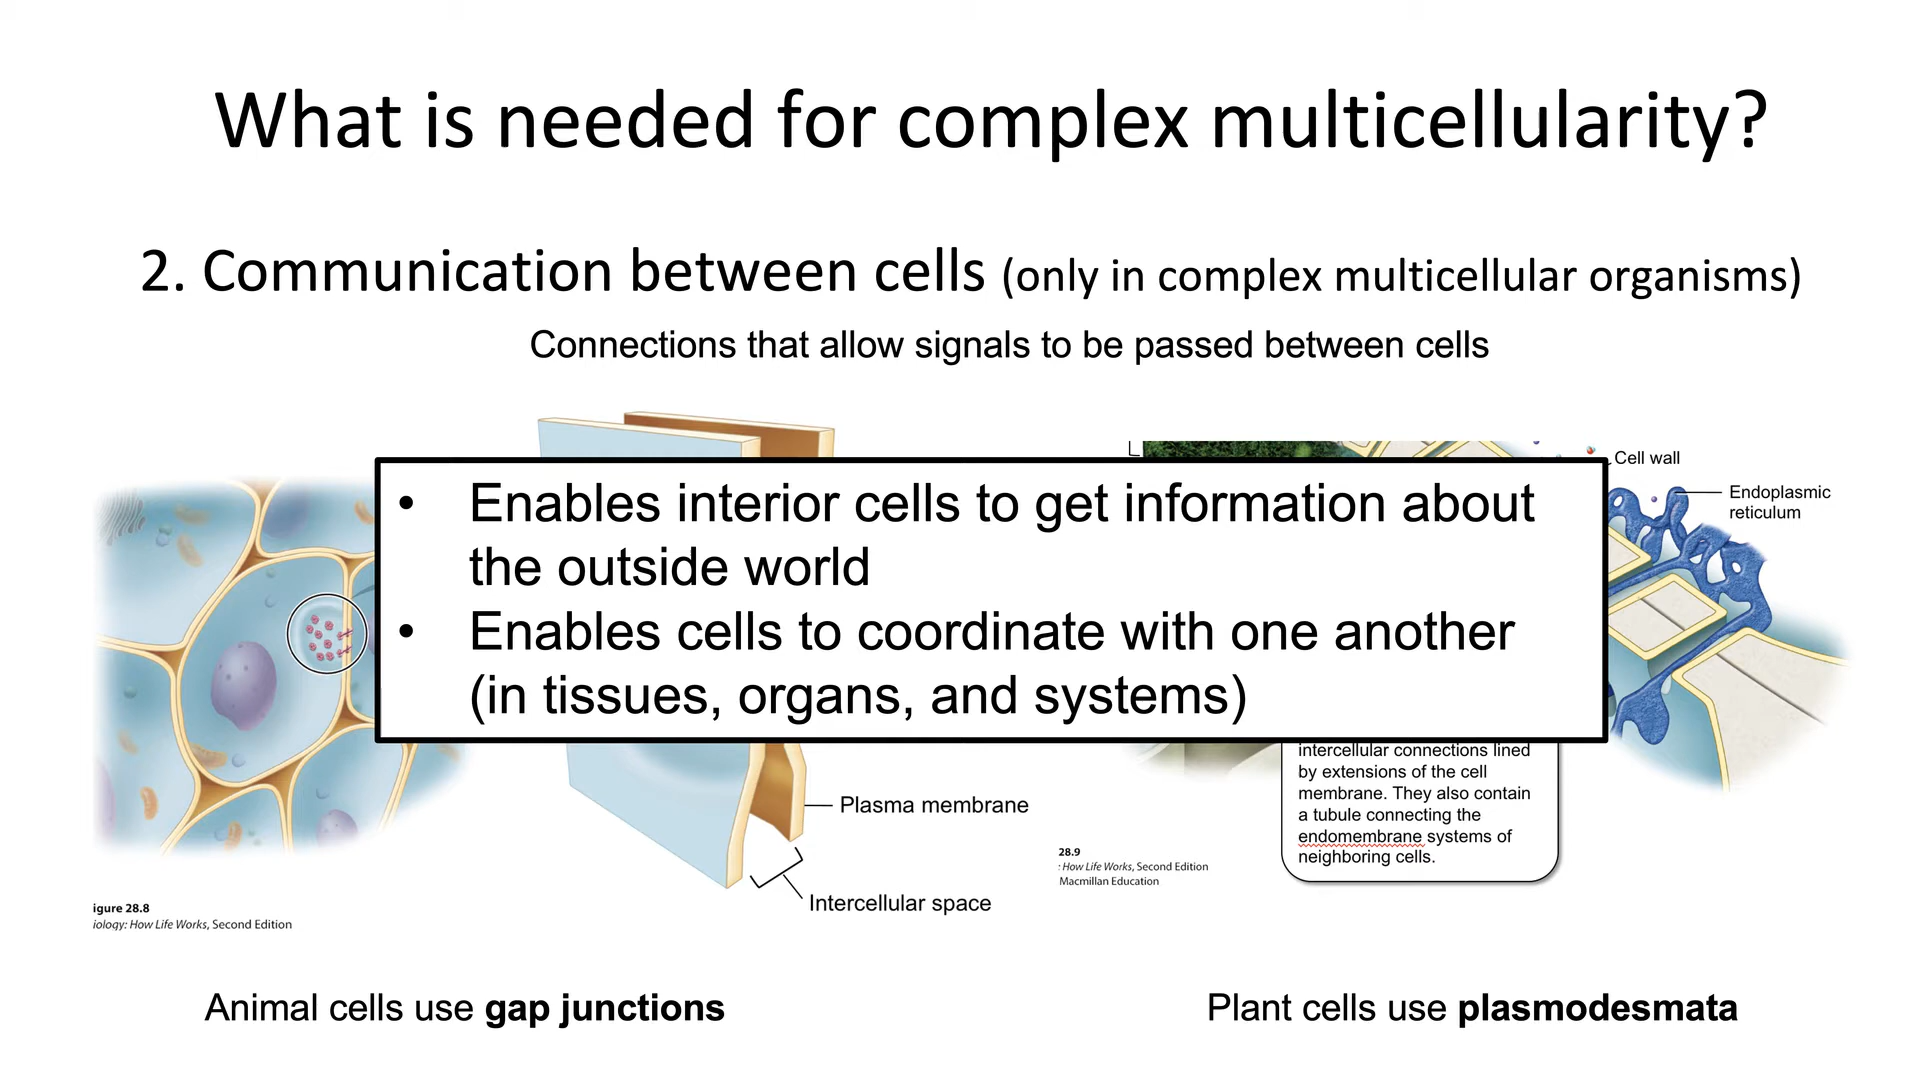 What is needed for complex multicellularity?
2. Communication between cells (only in complex multicellular organisms)
Connections that allow signals to be passed between cells
Cell wall
Endoplasmic
reticulum
• Enables interior cells to get information about
the outside world
• Enables cells to coordinate with one another
(in tissues, organs, and systems)
intercellular connections lined
by extensions of the cell
membrane. They also contain
a tubule connecting the
endomembrane systems of
neighboring cells.
Plasma membrane
Intercellular space
28.9
: How Life Works, Second Edition
Macmillan Education
igure 28.8
iology: How Life Works, Second Edition
Animal cells use gap junctions
Plant cells use plasmodesmata